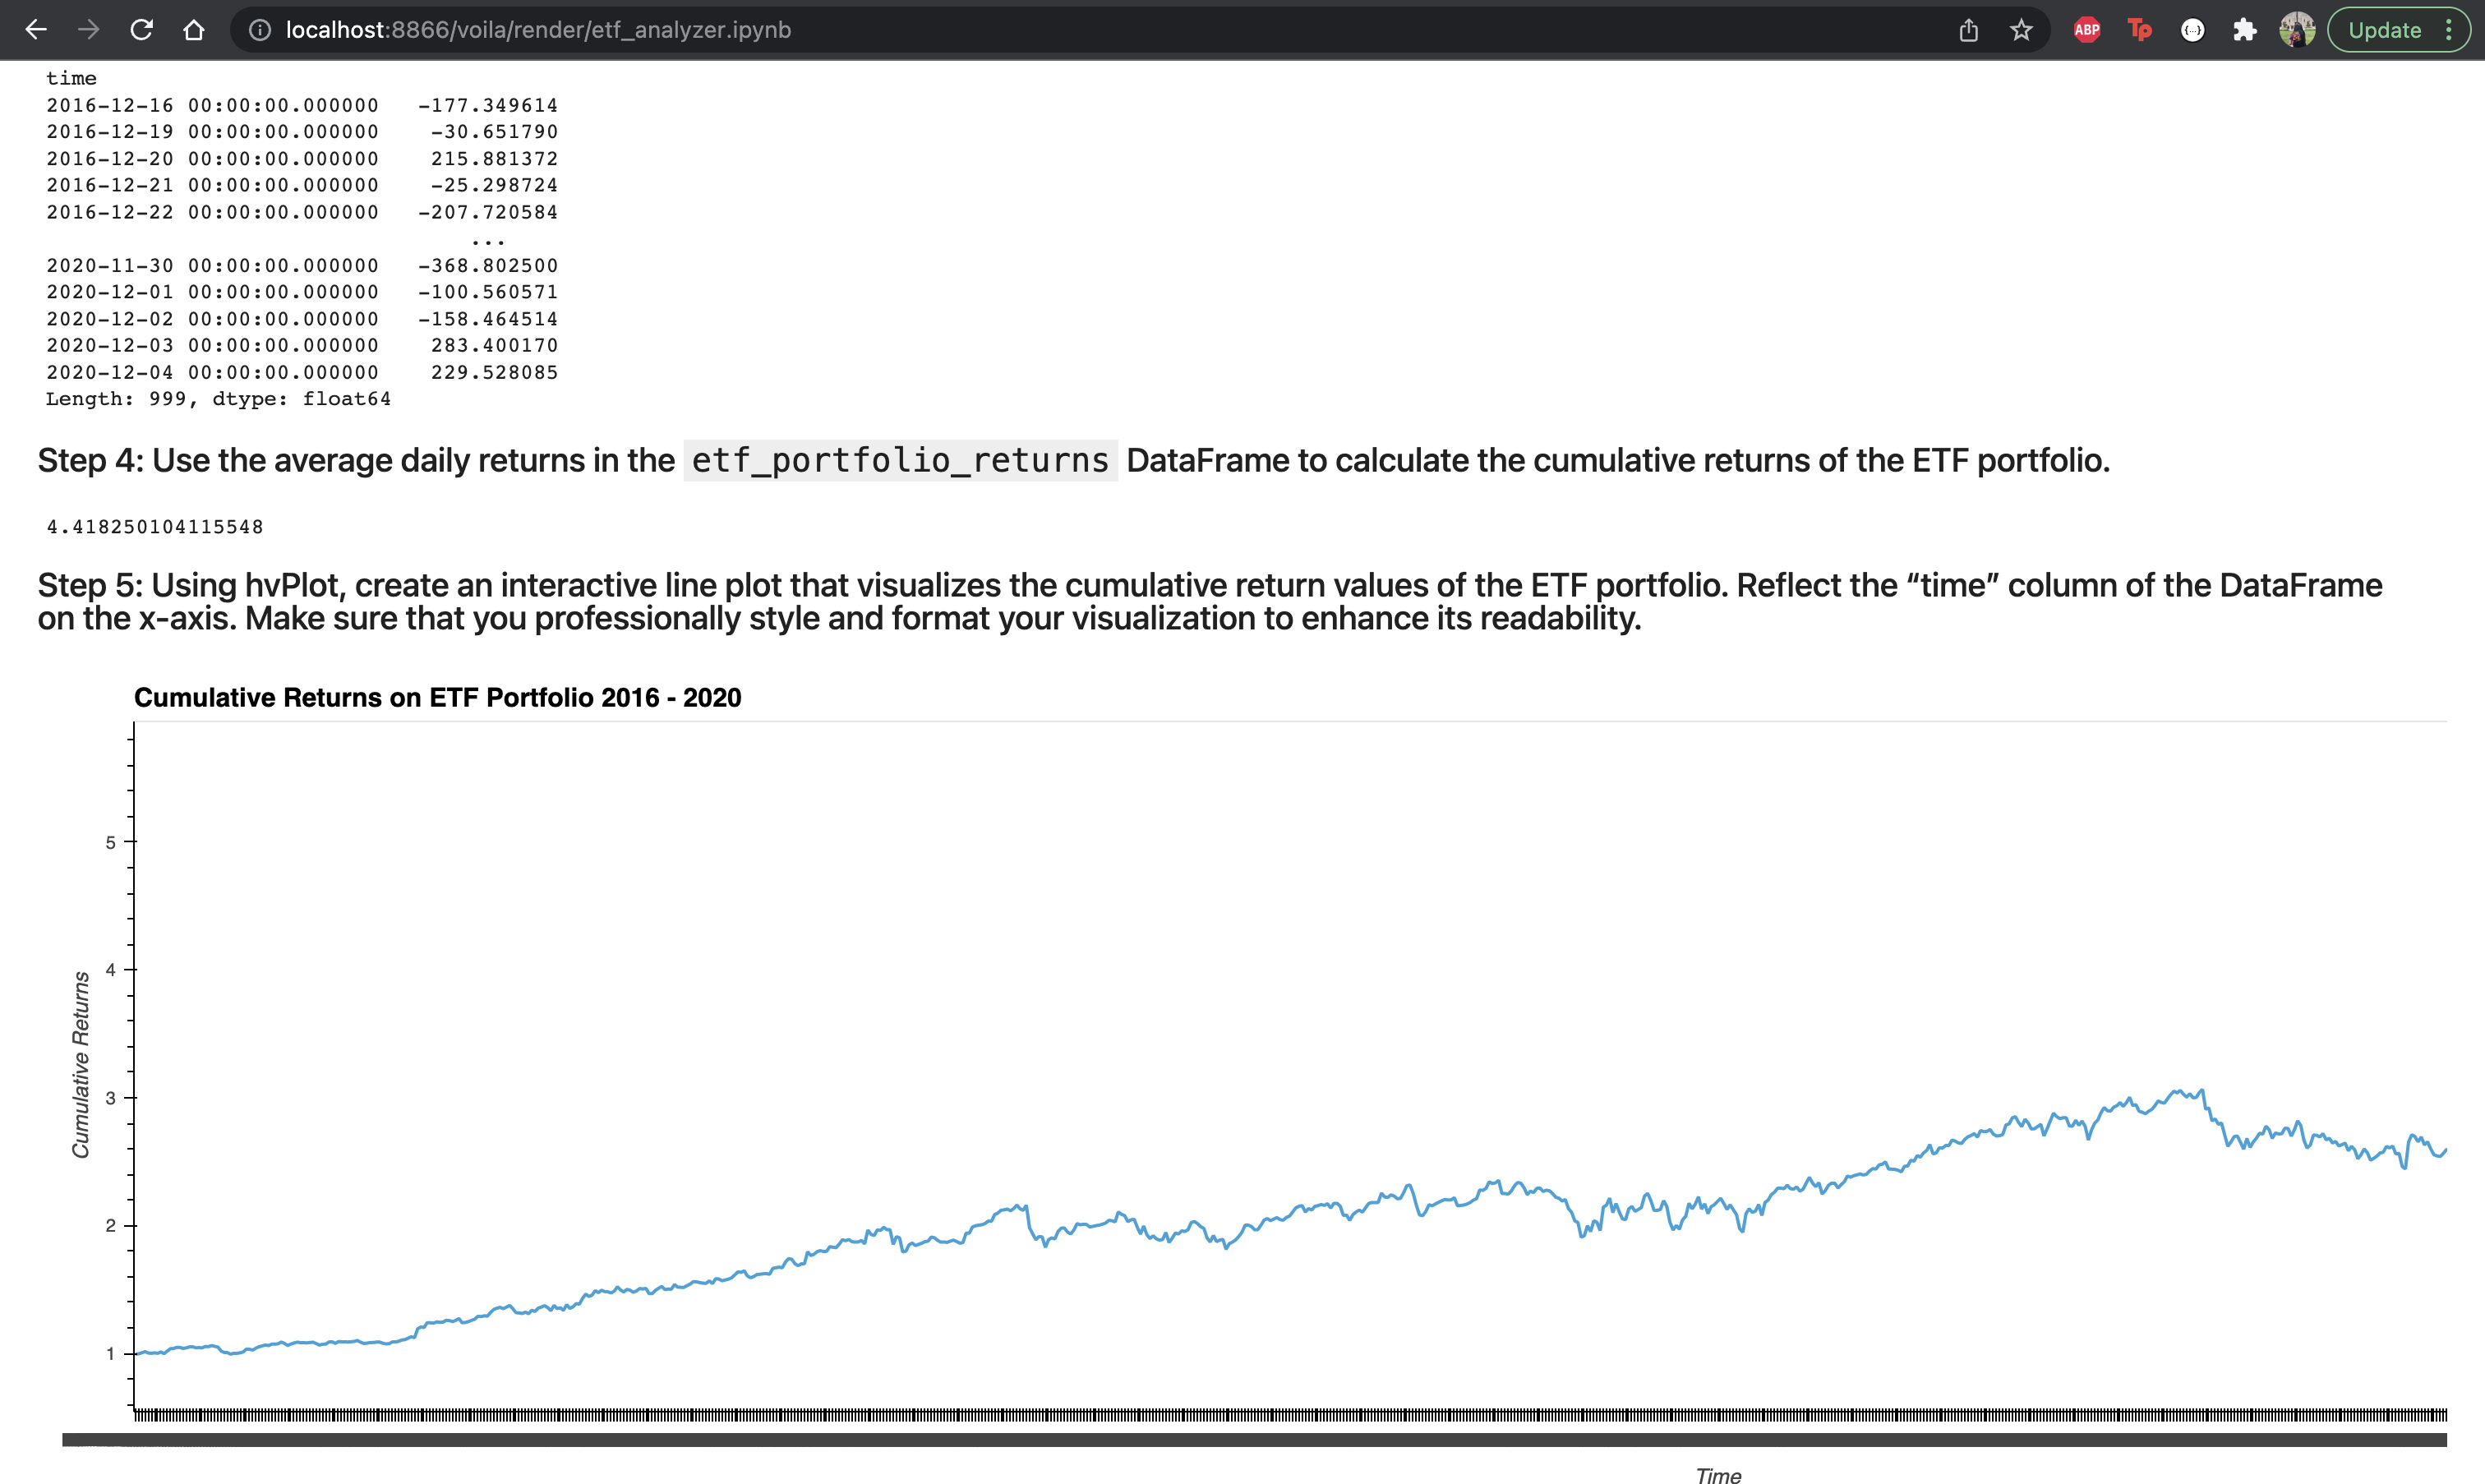 localhost:8866/voila/render/etf_analyzer.ipynb
ABP
Tp
{...}
Update
time
2016-12-16 00:00:00.000000   -177.349614
2016-12-19 00:00:00.000000    -30.651790
2016-12-20 00:00:00.000000    215.881372
2016-12-21 00:00:00.000000    -25.298724
2016-12-22 00:00:00.000000   -207.720584
...
2020-11-30 00:00:00.000000   -368.802500
2020-12-01 00:00:00.000000   -100.560571
2020-12-02 00:00:00.000000   -158.464514
2020-12-03 00:00:00.000000    283.400170
2020-12-04 00:00:00.000000    229.528085
Length: 999, dtype: float64
Step 4: Use the average daily returns in the etf_portfolio_returns DataFrame to calculate the cumulative returns of the ETF portfolio.
4.418250104115548
Step 5: Using hvPlot, create an interactive line plot that visualizes the cumulative return values of the ETF portfolio. Reflect the “time” column of the DataFrame
on the x-axis. Make sure that you professionally style and format your visualization to enhance its readability.
Cumulative Returns on ETF Portfolio 2016 - 2020
5
4
3
2
1
Cumulative Returns
Time